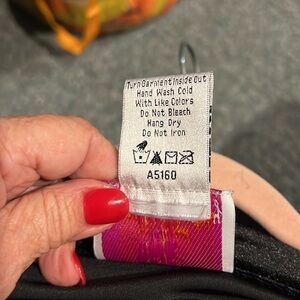 Turn Garment Inside Out
Hand Wash Cold
With Like Colors
Do Not Bleach
Hang Dry
Do Not Iron
A5160